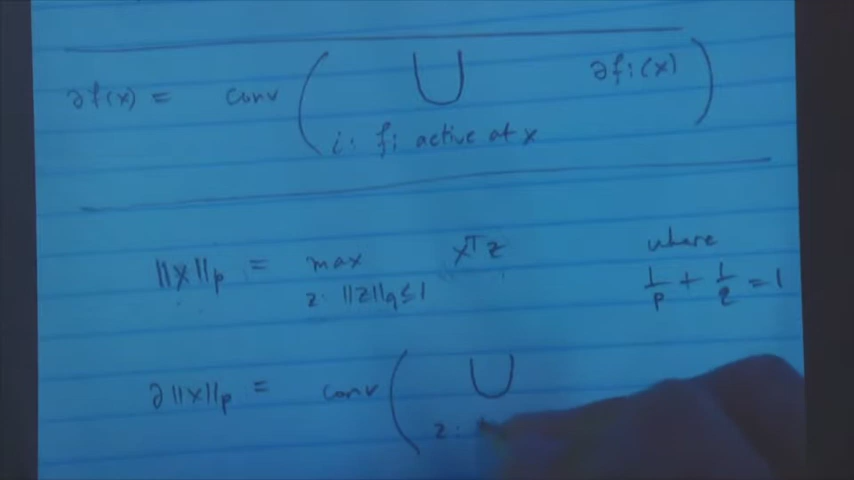 ∂f(x) = conv ( ∪ ∂fi(x) )
i: fi active at x
||x||p = max xᵀz where
z: ||z||q ≤ 1 1/p + 1/q = 1
∂||x||p = conv ( ∪
z: